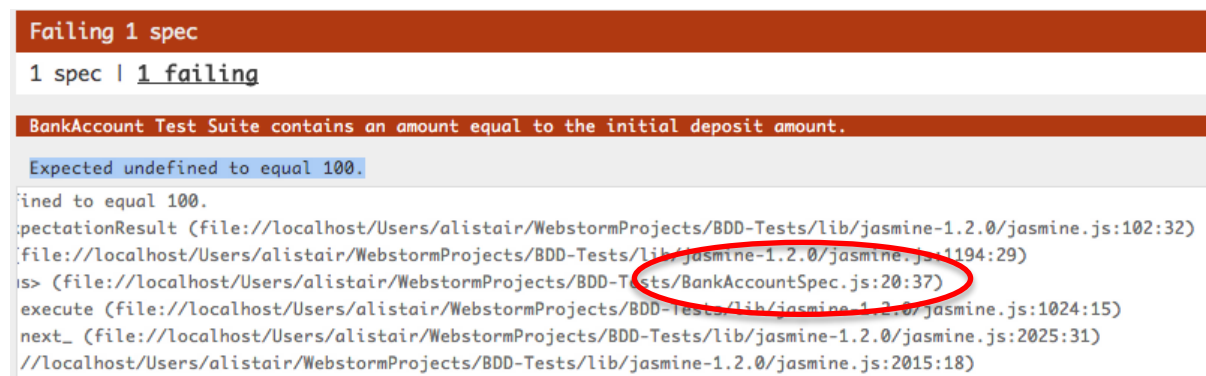 Failing 1 spec
1 spec | 1 failing
BankAccount Test Suite contains an amount equal to the initial deposit amount.
Expected undefined to equal 100.
fined to equal 100.
xpectationResult (file://localhost/Users/alistair/WebstormProjects/BDD-Tests/lib/jasmine-1.2.0/jasmine.js:102:32)
(file://localhost/Users/alistair/WebstormProjects/BDD-Tests/lib/jasmine-1.2.0/jasmine.js:1194:29)
us> (file://localhost/Users/alistair/WebstormProjects/BDD-Tests/BankAccountSpec.js:20:37)
execute (file://localhost/Users/alistair/WebstormProjects/BDD-Tests/lib/jasmine-1.2.0/jasmine.js:1024:15)
next_ (file://localhost/Users/alistair/WebstormProjects/BDD-Tests/lib/jasmine-1.2.0/jasmine.js:2025:31)
//localhost/Users/alistair/WebstormProjects/BDD-Tests/lib/jasmine-1.2.0/jasmine.js:2015:18)